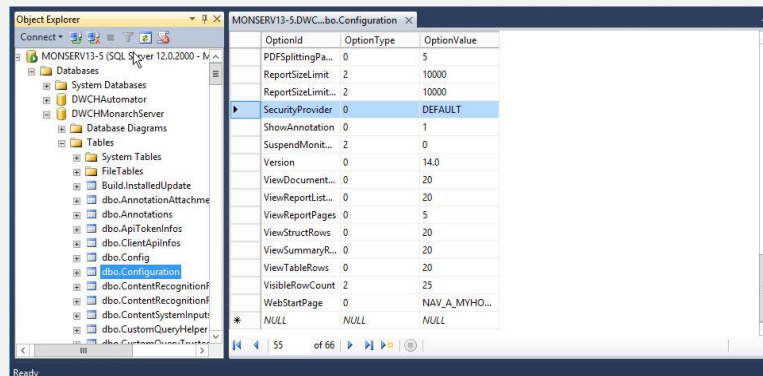 Object Explorer
Connect
MONSERV13-5 (SQL Server 12.0.2000 - M
Databases
System Databases
DWCHAutomator
DWCHMonarchServer
Database Diagrams
Tables
System Tables
FileTables
Build.InstalledUpdate
dbo.AnnotationAttachme
dbo.Annotations
dbo.ApiTokenInfos
dbo.ClientApiInfos
dbo.Config
dbo.Configuration
dbo.ContentRecognitionF
dbo.ContentRecognitionF
dbo.ContentSystemInputs
dbo.CustomQueryHelper
dbo.CustomQueryTrustee
Ready
MONSERV13-5.DWC...bo.Configuration
OptionId OptionType OptionValue
PDFSplittingPa... 0 5
ReportSizeLimit 2 10000
ReportSizeLimit... 2 10000
SecurityProvider 0 DEFAULT
ShowAnnotation 0 1
SuspendMonit... 2 0
Version 0 14.0
ViewDocument... 0 20
ViewReportList... 0 20
ViewReportPages 0 5
ViewStructRows 0 20
ViewSummaryR... 0 20
ViewTableRows 0 20
VisibleRowCount 2 25
WebStartPage 0 NAV_A_MYHO...
NULL NULL NULL
55 of 66